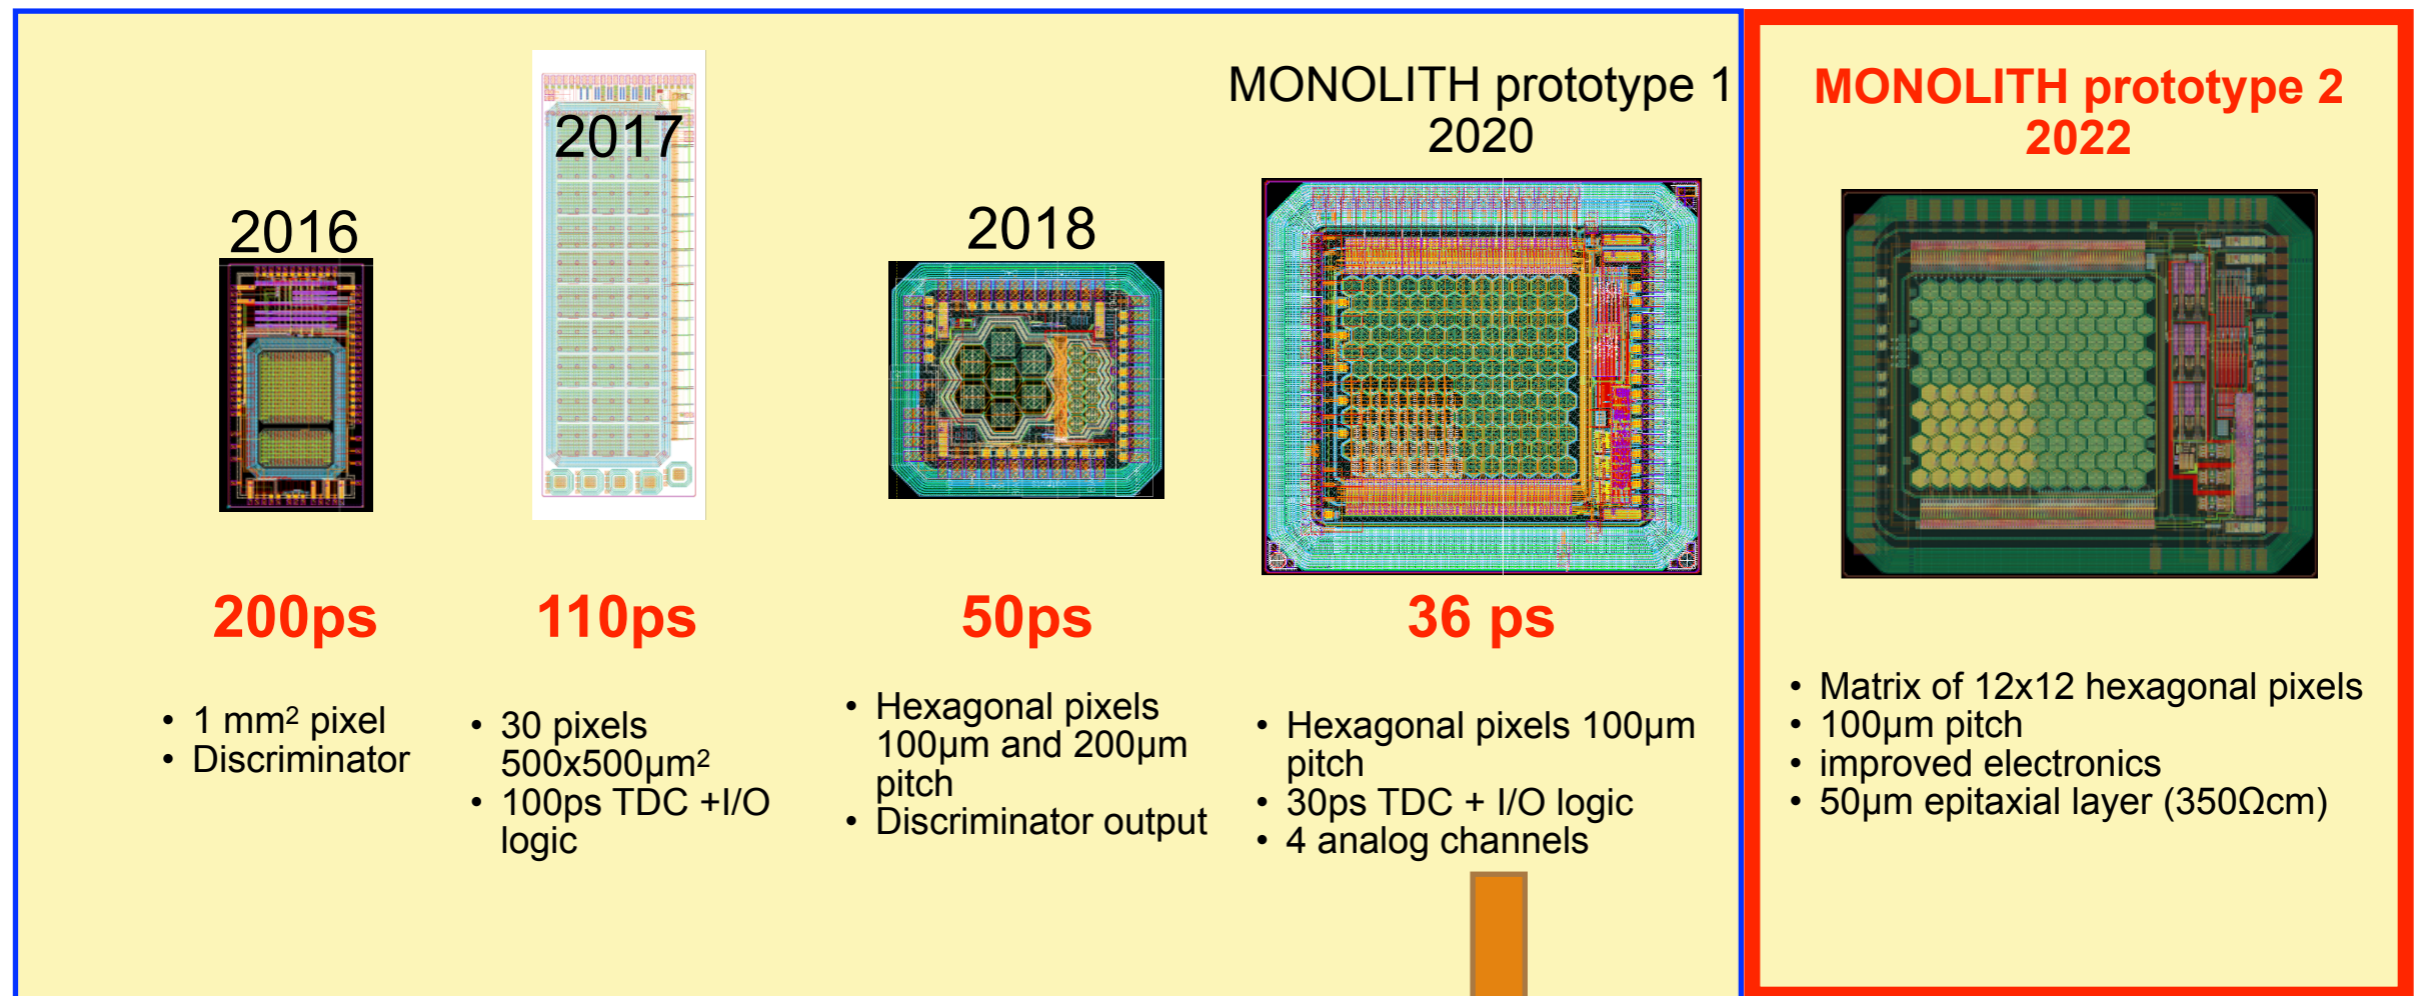 2016
200ps
• 1 mm² pixel
• Discriminator
2017
110ps
• 30 pixels
500x500µm²
• 100ps TDC +I/O
logic
2018
50ps
• Hexagonal pixels
100µm and 200µm
pitch
• Discriminator output
MONOLITH prototype 1
2020
36 ps
• Hexagonal pixels 100µm
pitch
• 30ps TDC + I/O logic
• 4 analog channels
MONOLITH prototype 2
2022
• Matrix of 12x12 hexagonal pixels
• 100µm pitch
• improved electronics
• 50µm epitaxial layer (350Ωcm)